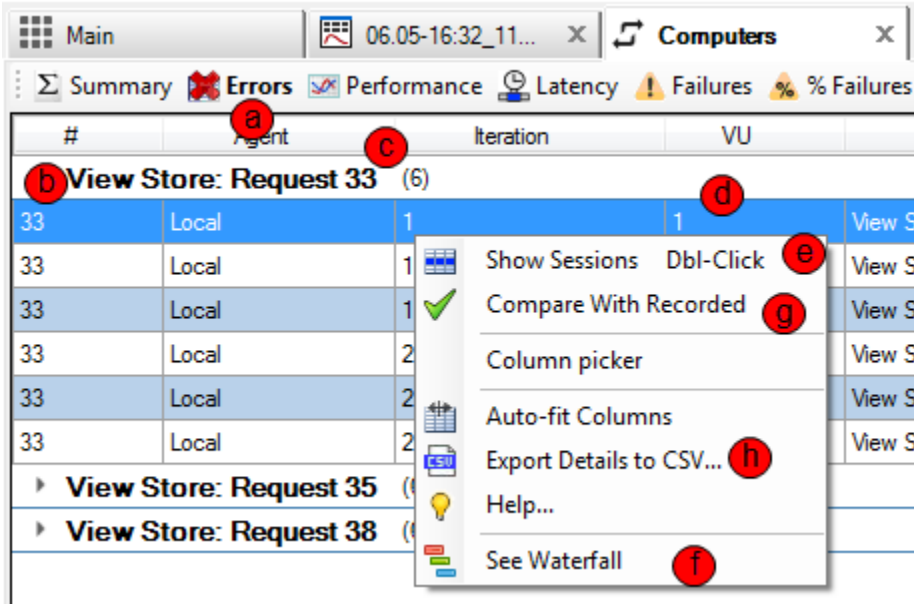 Main 06.05-16:32_11... x Computers x
Σ Summary Errors Performance Latency Failures % Failures
a
# Agent Iteration VU
c
b View Store: Request 33 (6)
d
33 Local 1 1 View S
Show Sessions Dbl-Click e
33 Local 1 View S
Compare With Recorded g
33 Local 1 View S
33 Local 2 View S
Column picker
33 Local 2 View S
Auto-fit Columns
33 Local 2 View S
CSV Export Details to CSV... h
View Store: Request 35
Help...
View Store: Request 38
See Waterfall f